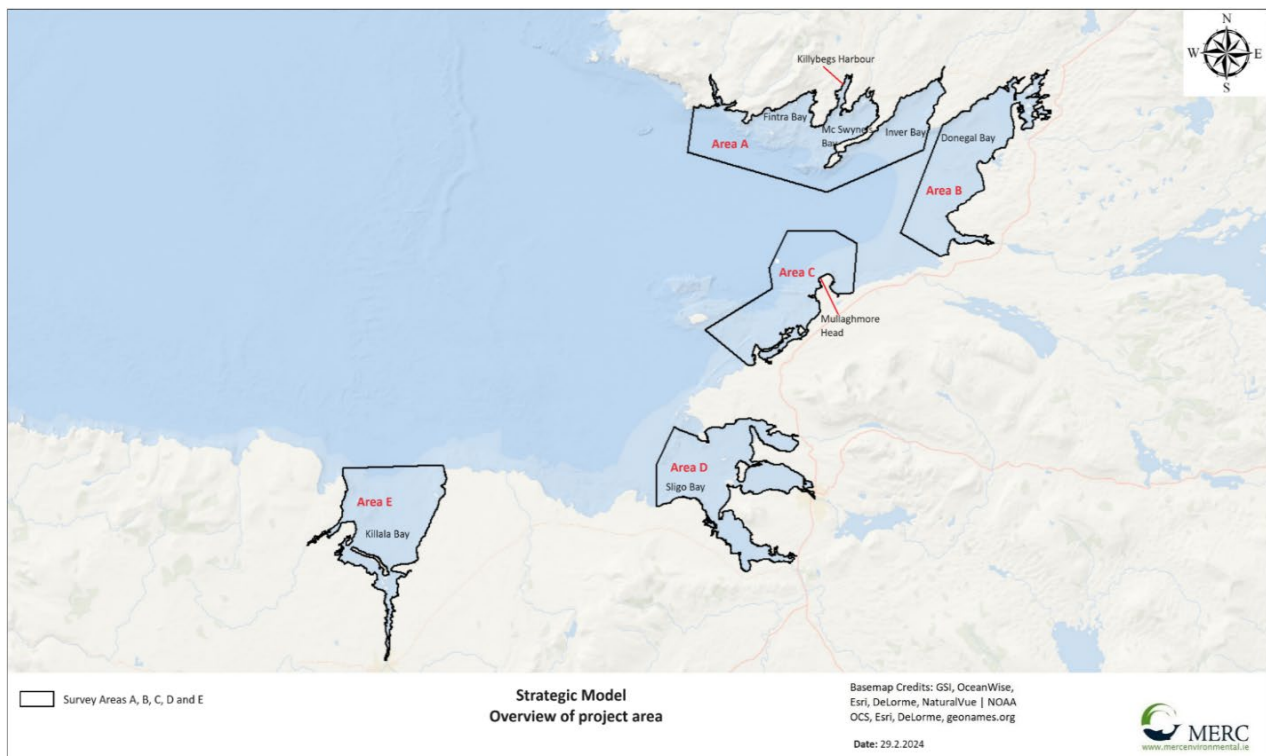 N
W E
S
Killybegs Harbour
Fintra Bay
Mc Swynes
Bay
Inver Bay
Donegal Bay
Area A
Area B
Area C
Mullaghmore
Head
Area D
Sligo Bay
Area E
Killala Bay
Survey Areas A, B, C, D and E
Strategic Model
Overview of project area
Basemap Credits: GSI, OceanWise,
Esri, DeLorme, NaturalVue | NOAA
OCS, Esri, DeLorme, geonames.org
Date: 29.2.2024
MERC
www.mercenvironmental.ie